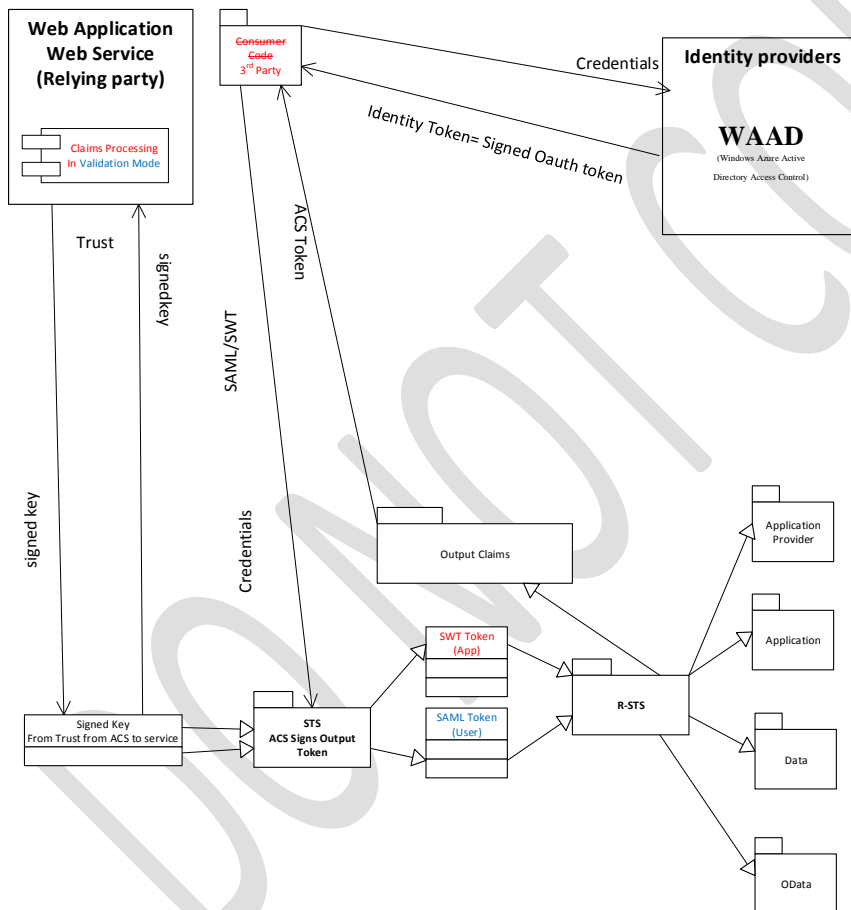 Web Application
Web Service
(Relying party)
Claims Processing
In Validation Mode
Consumer
Code
3rd Party
Credentials
Identity providers
WAAD
(Windows Azure Active
Directory Access Control)
Identity Token= Signed Oauth token
Trust
signedkey
ACS Token
SAML/SWT
signed key
Credentials
Output Claims
Application
Provider
SWT Token
(App)
Application
R-STS
Signed Key
From Trust from ACS to service
STS
ACS Signs Output
Token
SAML Token
(User)
Data
OData
DO NOT CO